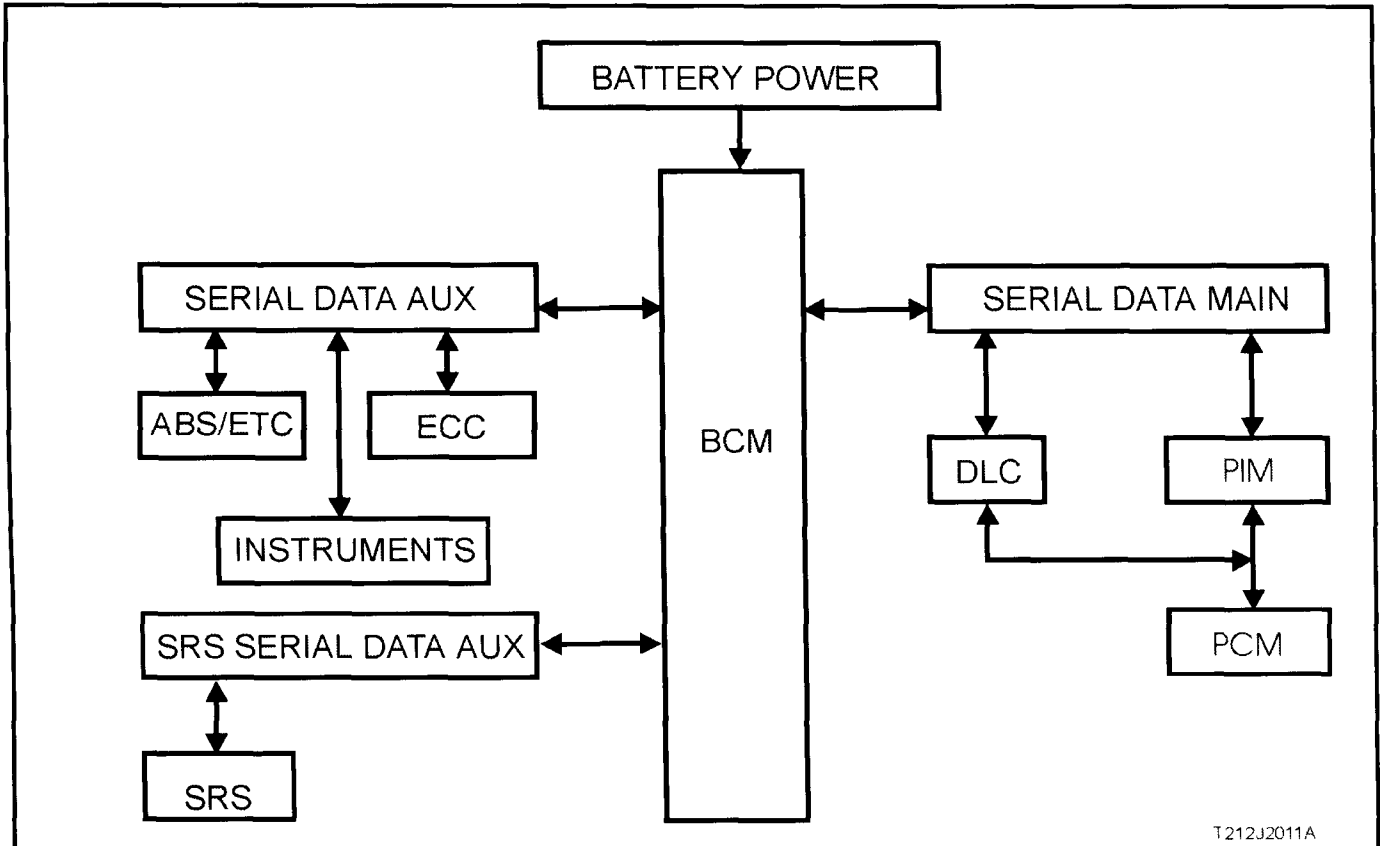 BATTERY POWER
SERIAL DATA AUX
SERIAL DATA MAIN
ABS/ETC
ECC
BCM
DLC
PIM
INSTRUMENTS
SRS SERIAL DATA AUX
PCM
SRS
T212J2011A